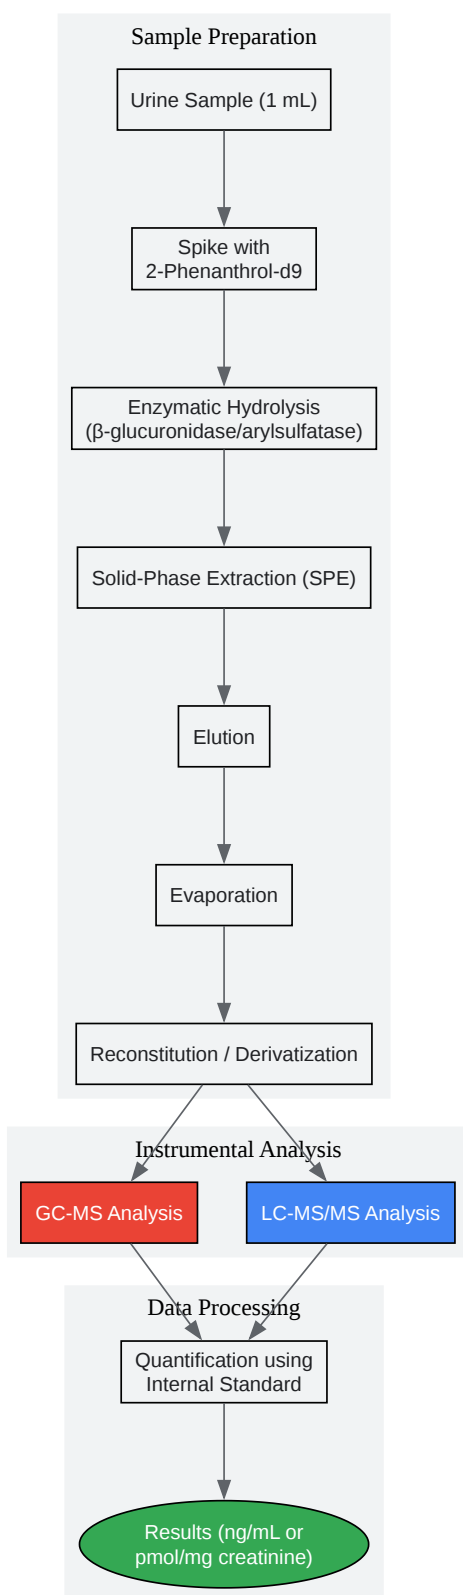 Sample Preparation
Urine Sample (1 mL)
Spike with
2-Phenanthrol-d9
Enzymatic Hydrolysis
(β-glucuronidase/arylsulfatase)
Solid-Phase Extraction (SPE)
Elution
Evaporation
Reconstitution / Derivatization
Instrumental Analysis
GC-MS Analysis
LC-MS/MS Analysis
Data Processing
Quantification using
Internal Standard
Results (ng/mL or
pmol/mg creatinine)